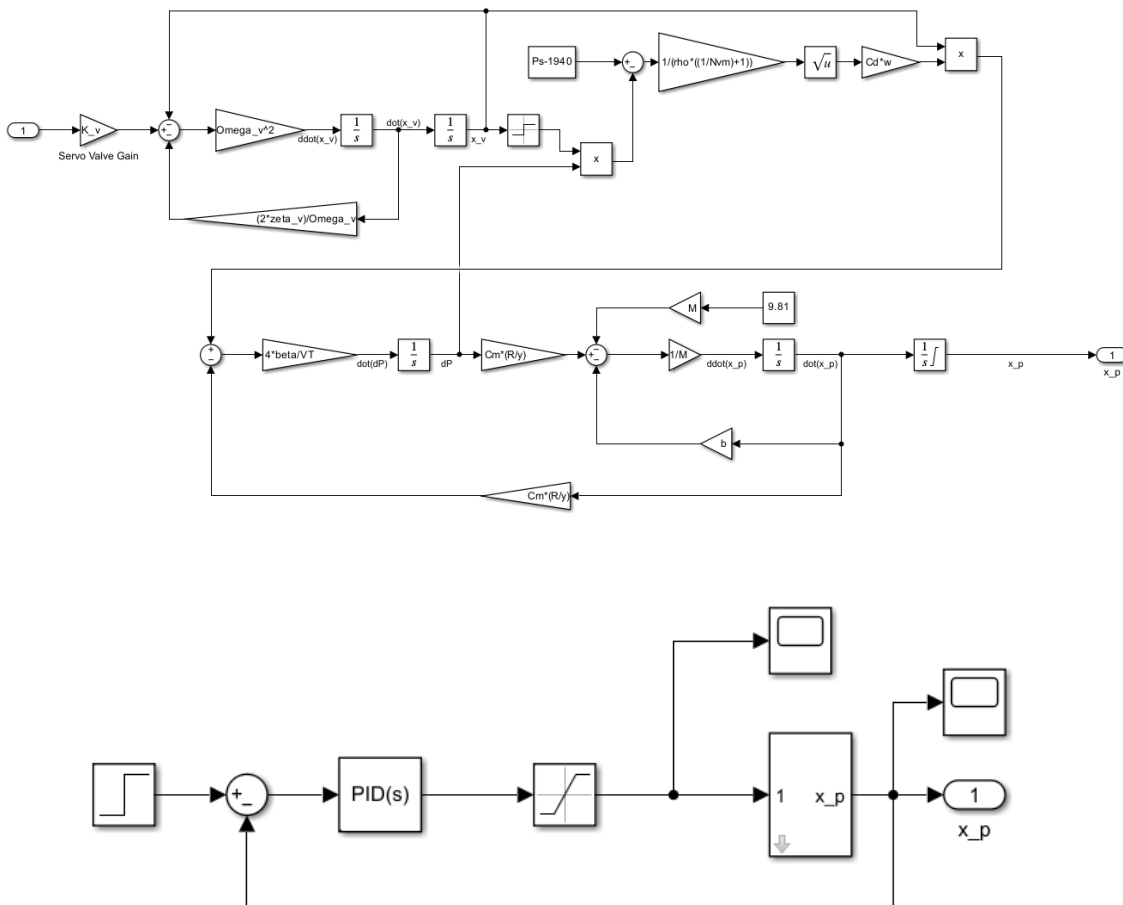 Ps-1940
1/(rho*((1/Nvm)+1))
√u
Cd*w
x
1
K_v
Servo Valve Gain
+
−
−
Omega_v^2
ddot(x_v)
1/s
dot(x_v)
1/s
x_v
x
+
−
(2*zeta_v)/Omega_v
M
9.81
+
−
4*beta/VT
dot(dP)
1/s
dP
Cm*(R/y)
−
+
−
1/M
ddot(x_p)
1/s
dot(x_p)
1/s
x_p
1
x_p
b
Cm*(R/y)
+
−
PID(s)
1
x_p
1
x_p